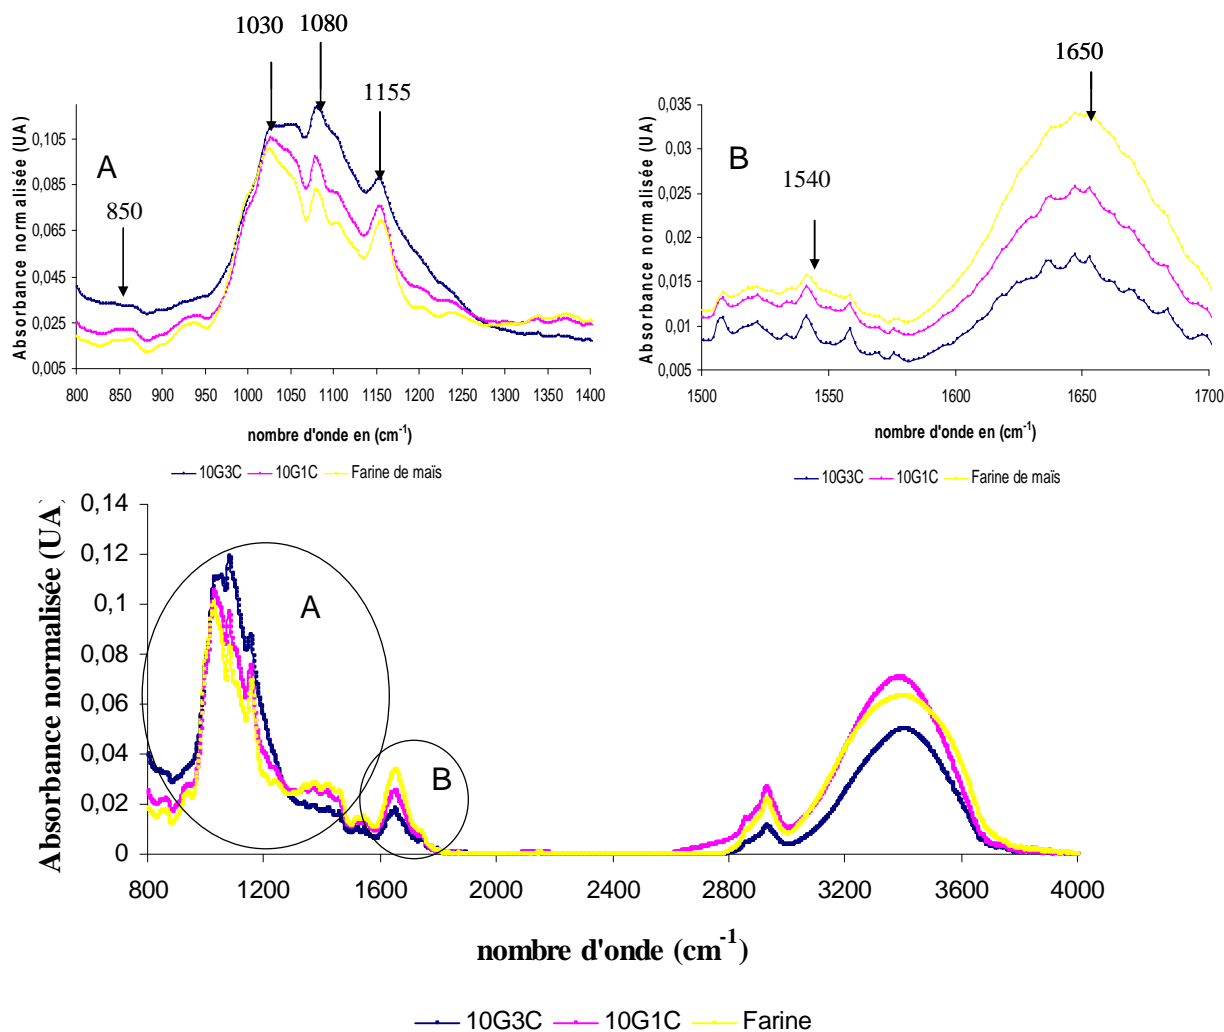 1030
1080
1155
A
850
Absorbance normalisée (UA)
0,105
0,085
0,065
0,045
0,025
0,005
800 850 900 950 1000 1050 1100 1150 1200 1250 1300 1350 1400
nombre d'onde en (cm-1)
10G3C 10G1C Farine de maïs
1650
B
1540
Absorbance normalisée (UA)
0,035
0,03
0,025
0,02
0,015
0,01
0,005
1500 1550 1600 1650 1700
nombre d'onde en (cm-1)
10G3C 10G1C Farine de maïs
Absorbance normalisée (UA
0,14
0,12
0,1
0,08
0,06
0,04
0,02
0
A
B
800 1200 1600 2000 2400 2800 3200 3600 4000
nombre d'onde (cm-1)
10G3C 10G1C Farine